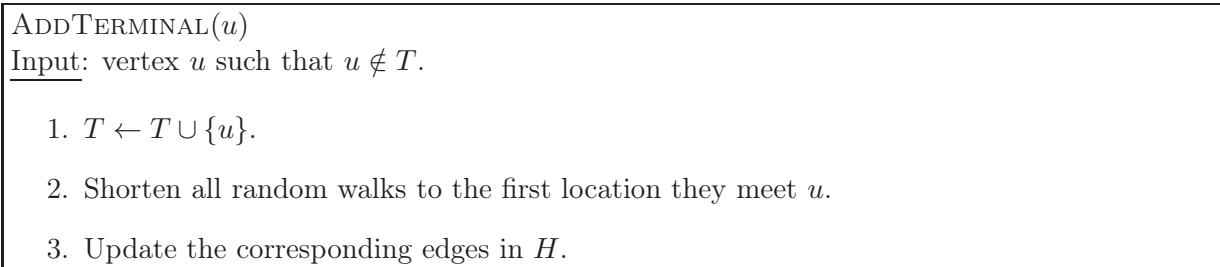 ADDTERMINAL(u)
Input: vertex u such that u ∉ T.
1. T ← T ∪ {u}.
2. Shorten all random walks to the first location they meet u.
3. Update the corresponding edges in H.